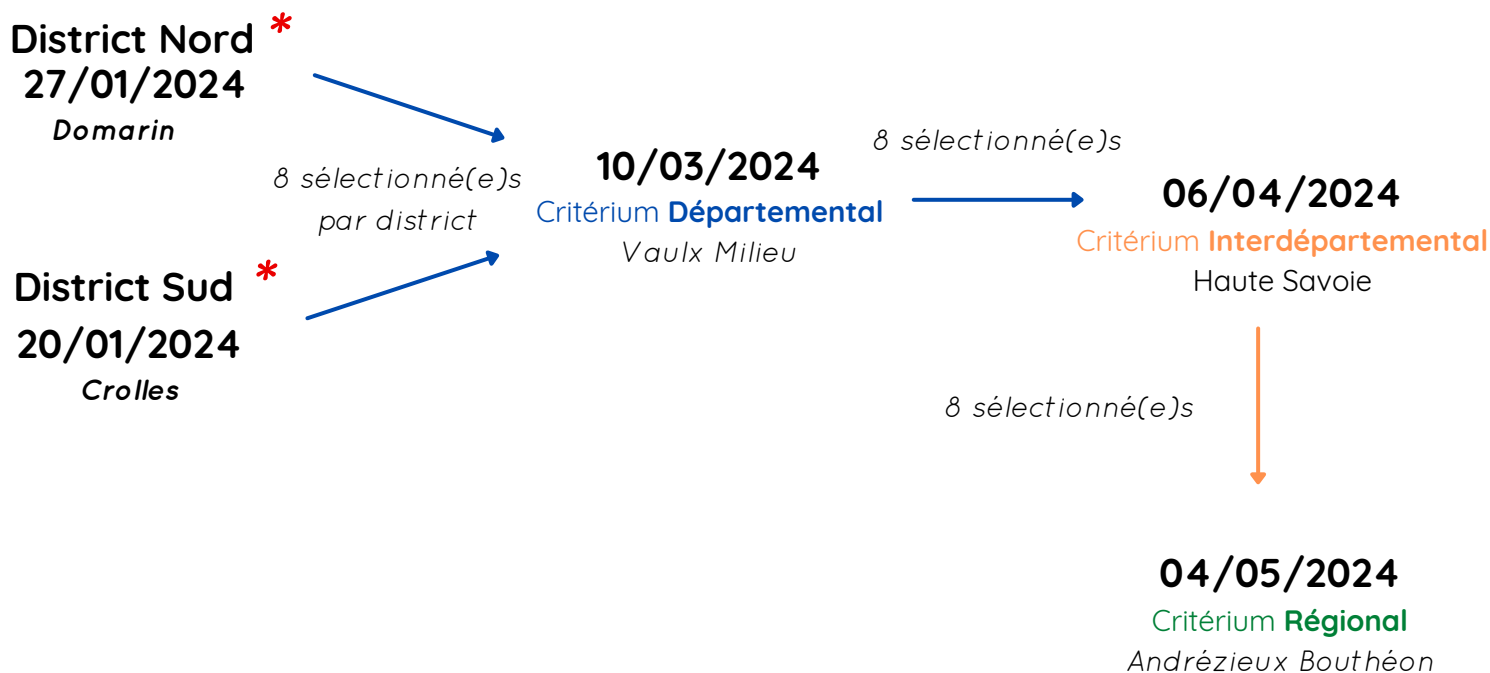 District Nord *
27/01/2024
Domarin
8 sélectionné(e)s
par district
District Sud *
20/01/2024
Crolles
10/03/2024
Critérium Départemental
Vaulx Milieu
8 sélectionné(e)s
06/04/2024
Critérium Interdépartemental
Haute Savoie
8 sélectionné(e)s
04/05/2024
Critérium Régional
Andrézieux Bouthéon